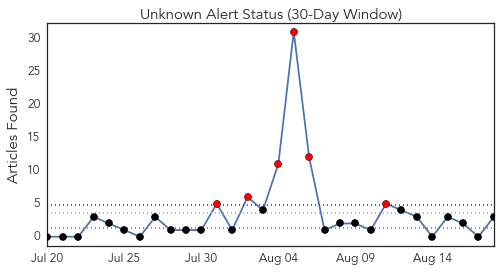 Unknown Alert Status (30-Day Window)
Articles Found
30
25
20
15
10
5
0
Jul 20 Jul 25 Jul 30 Aug 04 Aug 09 Aug 14